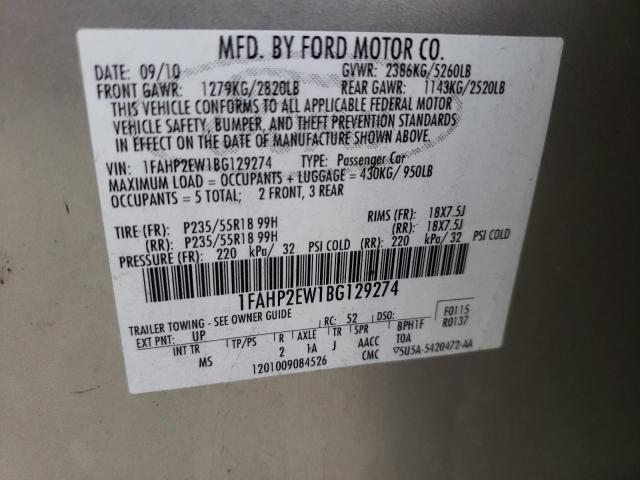 MFD. BY FORD MOTOR CO.
DATE: 09/10 GVWR: 2386KG/5260LB
FRONT GAWR: 1279KG/2820LB REAR GAWR: 1143KG/2520LB
THIS VEHICLE CONFORMS TO ALL APPLICABLE FEDERAL MOTOR
VEHICLE SAFETY, BUMPER, AND THEFT PREVENTION STANDARDS
IN EFFECT ON THE DATE OF MANUFACTURE SHOWN ABOVE.
VIN: 1FAHP2EW1BG129274 TYPE: Passenger Car
MAXIMUM LOAD = OCCUPANTS + LUGGAGE = 430KG/ 950LB
OCCUPANTS = 5 TOTAL; 2 FRONT, 3 REAR
TIRE (FR): P235/55R18 99H RIMS (FR): 18X7.5J
(RR): P235/55R18 99H (RR): 18X7.5J
PRESSURE (FR): 220 kPa/ 32 PSI COLD (RR): 220 kPa/ 32 PSI COLD
1FAHP2EW1BG129274
TRAILER TOWING - SEE OWNER GUIDE
RC: 52 DSO: F0115
EXT PNT: UP R0137
INT TR TP/PS R AXLE TR SPR BPH1F
MS 2 1A J AACC TOA
1201009084526 CMC 5U5A-5420472-AA